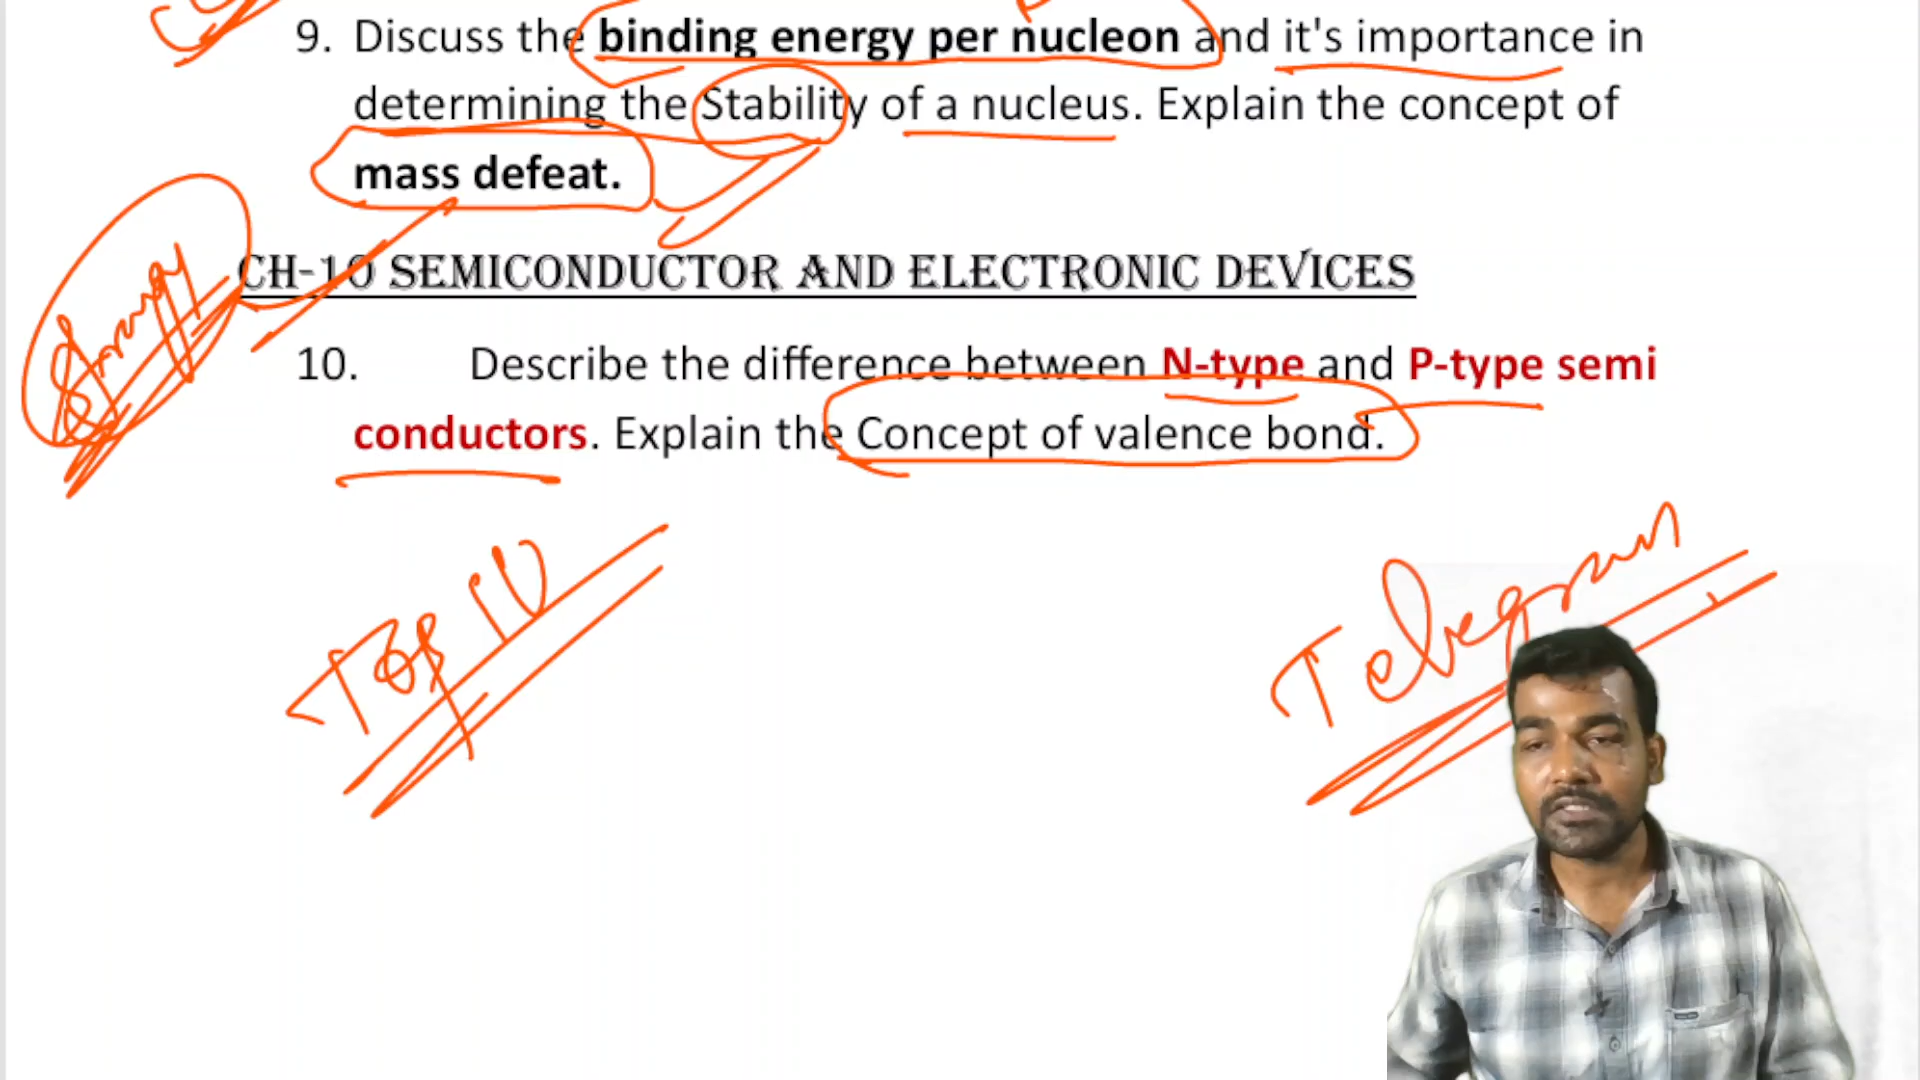 9. Discuss the binding energy per nucleon and it's importance in
determining the Stability of a nucleus. Explain the concept of
mass defeat.
CH-10 SEMICONDUCTOR AND ELECTRONIC DEVICES
10. Describe the difference between N-type and P-type semi
conductors. Explain the Concept of valence bond.
Top 10
Telegram